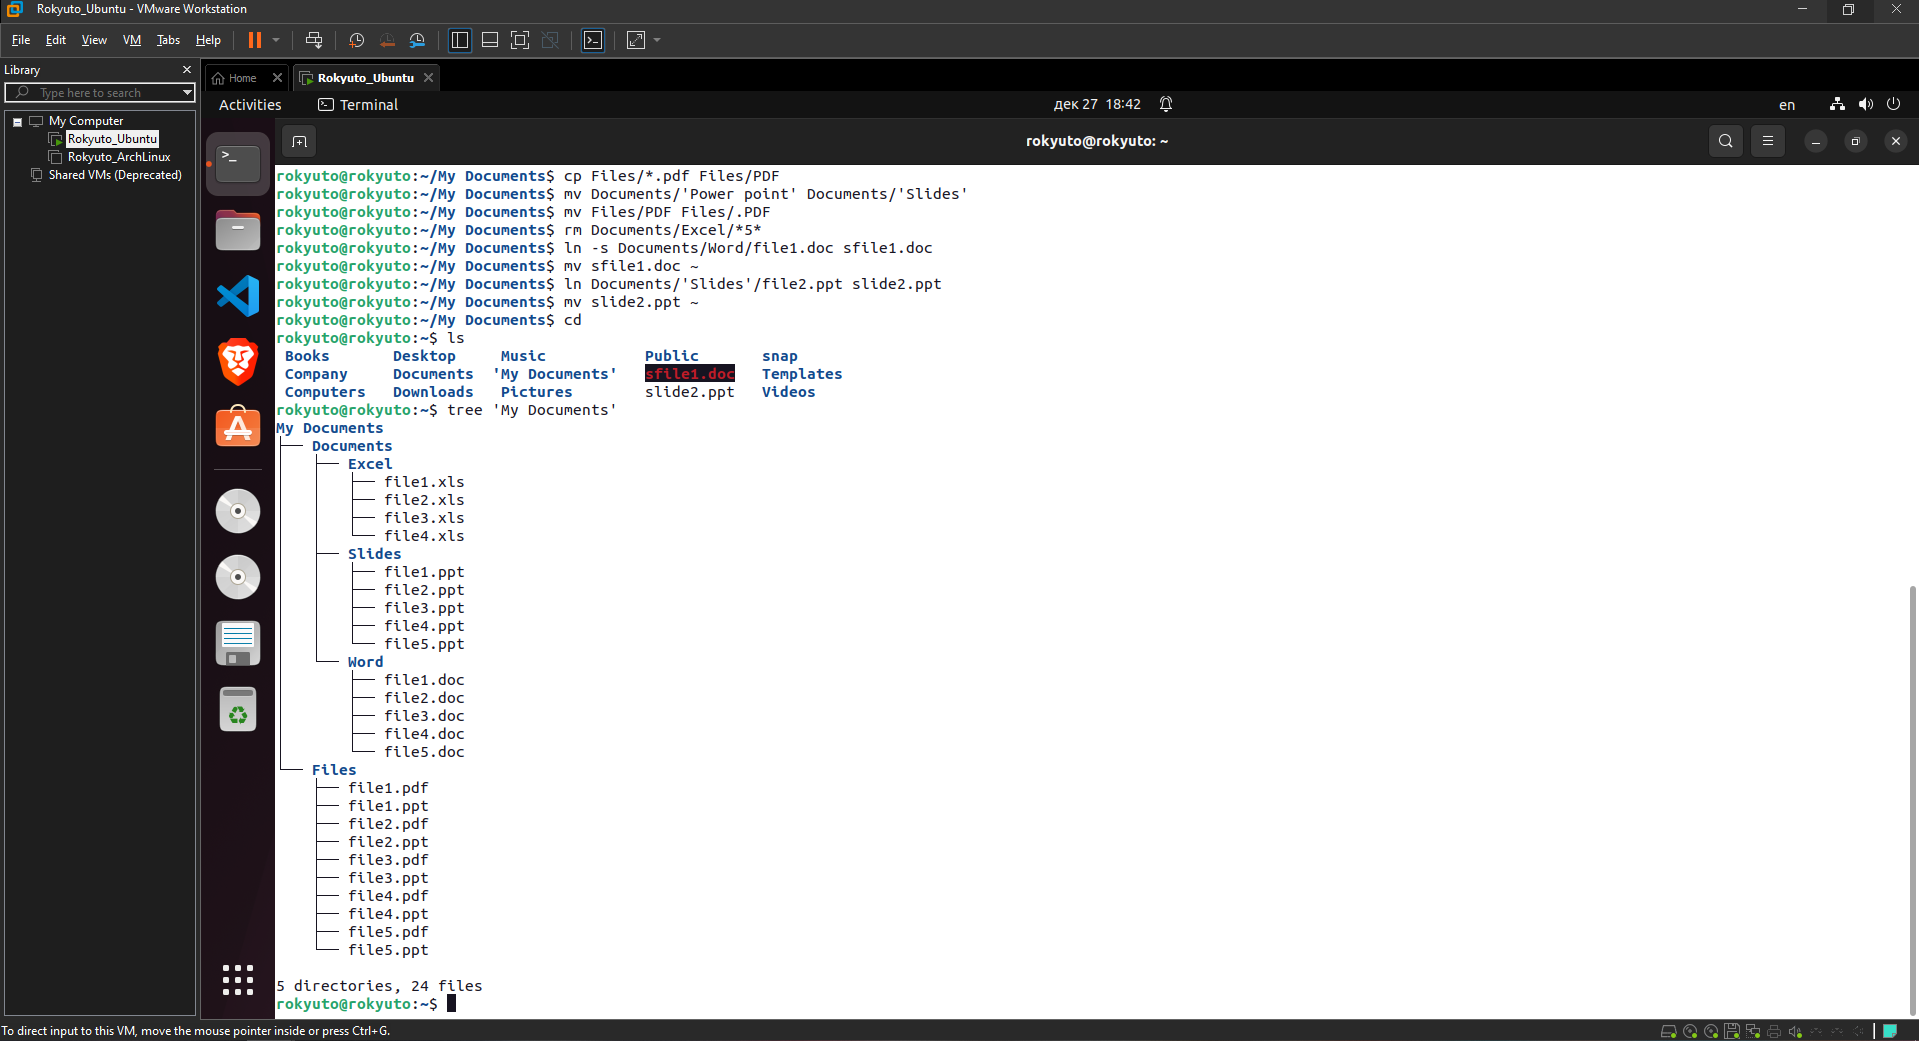 Rokyuto_Ubuntu - VMware Workstation
File Edit View VM Tabs Help
Library
Type here to search
My Computer
Rokyuto_Ubuntu
Rokyuto_ArchLinux
Shared VMs (Deprecated)
Home Rokyuto_Ubuntu
Activities Terminal дек 27 18:42 en
rokyuto@rokyuto: ~
rokyuto@rokyuto:~/My Documents$ cp Files/*.pdf Files/PDF
rokyuto@rokyuto:~/My Documents$ mv Documents/'Power point' Documents/'Slides'
rokyuto@rokyuto:~/My Documents$ mv Files/PDF Files/.PDF
rokyuto@rokyuto:~/My Documents$ rm Documents/Excel/*5*
rokyuto@rokyuto:~/My Documents$ ln -s Documents/Word/file1.doc sfile1.doc
rokyuto@rokyuto:~/My Documents$ mv sfile1.doc ~
rokyuto@rokyuto:~/My Documents$ ln Documents/'Slides'/file2.ppt slide2.ppt
rokyuto@rokyuto:~/My Documents$ mv slide2.ppt ~
rokyuto@rokyuto:~/My Documents$ cd
rokyuto@rokyuto:~$ ls
Books Desktop Music Public snap
Company Documents 'My Documents' sfile1.doc Templates
Computers Downloads Pictures slide2.ppt Videos
rokyuto@rokyuto:~$ tree 'My Documents'
My Documents
├── Documents
│   ├── Excel
│   │   ├── file1.xls
│   │   ├── file2.xls
│   │   ├── file3.xls
│   │   └── file4.xls
│   ├── Slides
│   │   ├── file1.ppt
│   │   ├── file2.ppt
│   │   ├── file3.ppt
│   │   ├── file4.ppt
│   │   └── file5.ppt
│   └── Word
│       ├── file1.doc
│       ├── file2.doc
│       ├── file3.doc
│       ├── file4.doc
│       └── file5.doc
└── Files
    ├── file1.pdf
    ├── file1.ppt
    ├── file2.pdf
    ├── file2.ppt
    ├── file3.pdf
    ├── file3.ppt
    ├── file4.pdf
    ├── file4.ppt
    ├── file5.pdf
    └── file5.ppt
5 directories, 24 files
rokyuto@rokyuto:~$
To direct input to this VM, move the mouse pointer inside or press Ctrl+G.